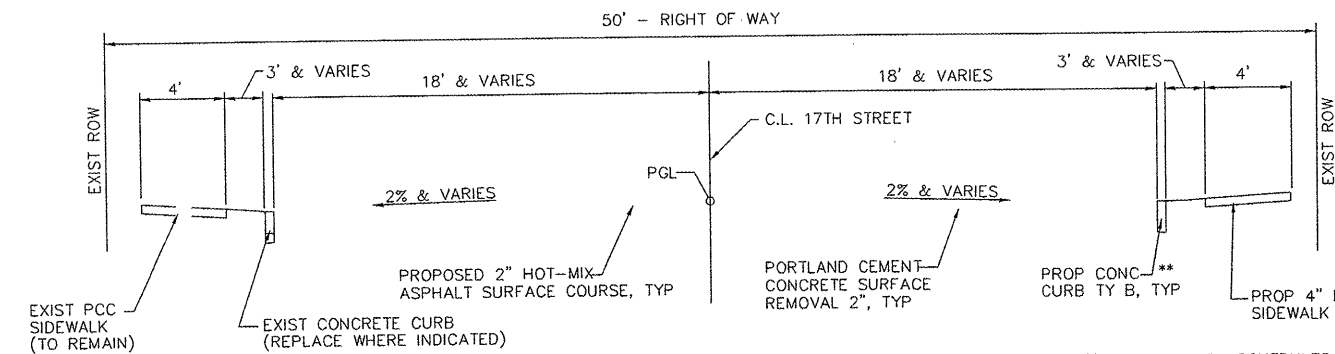 50' - RIGHT OF WAY
3' & VARIES
3' & VARIES
4'
18' & VARIES
18' & VARIES
4'
EXIST ROW
C.L. 17TH STREET
EXIST ROW
PGL
2% & VARIES
2% & VARIES
PROPOSED 2" HOT-MIX
ASPHALT SURFACE COURSE, TYP
PORTLAND CEMENT
CONCRETE SURFACE
REMOVAL 2", TYP
PROP CONC **
CURB TY B, TYP
EXIST PCC
SIDEWALK
(TO REMAIN)
EXIST CONCRETE CURB
(REPLACE WHERE INDICATED)
PROP 4"
SIDEWALK